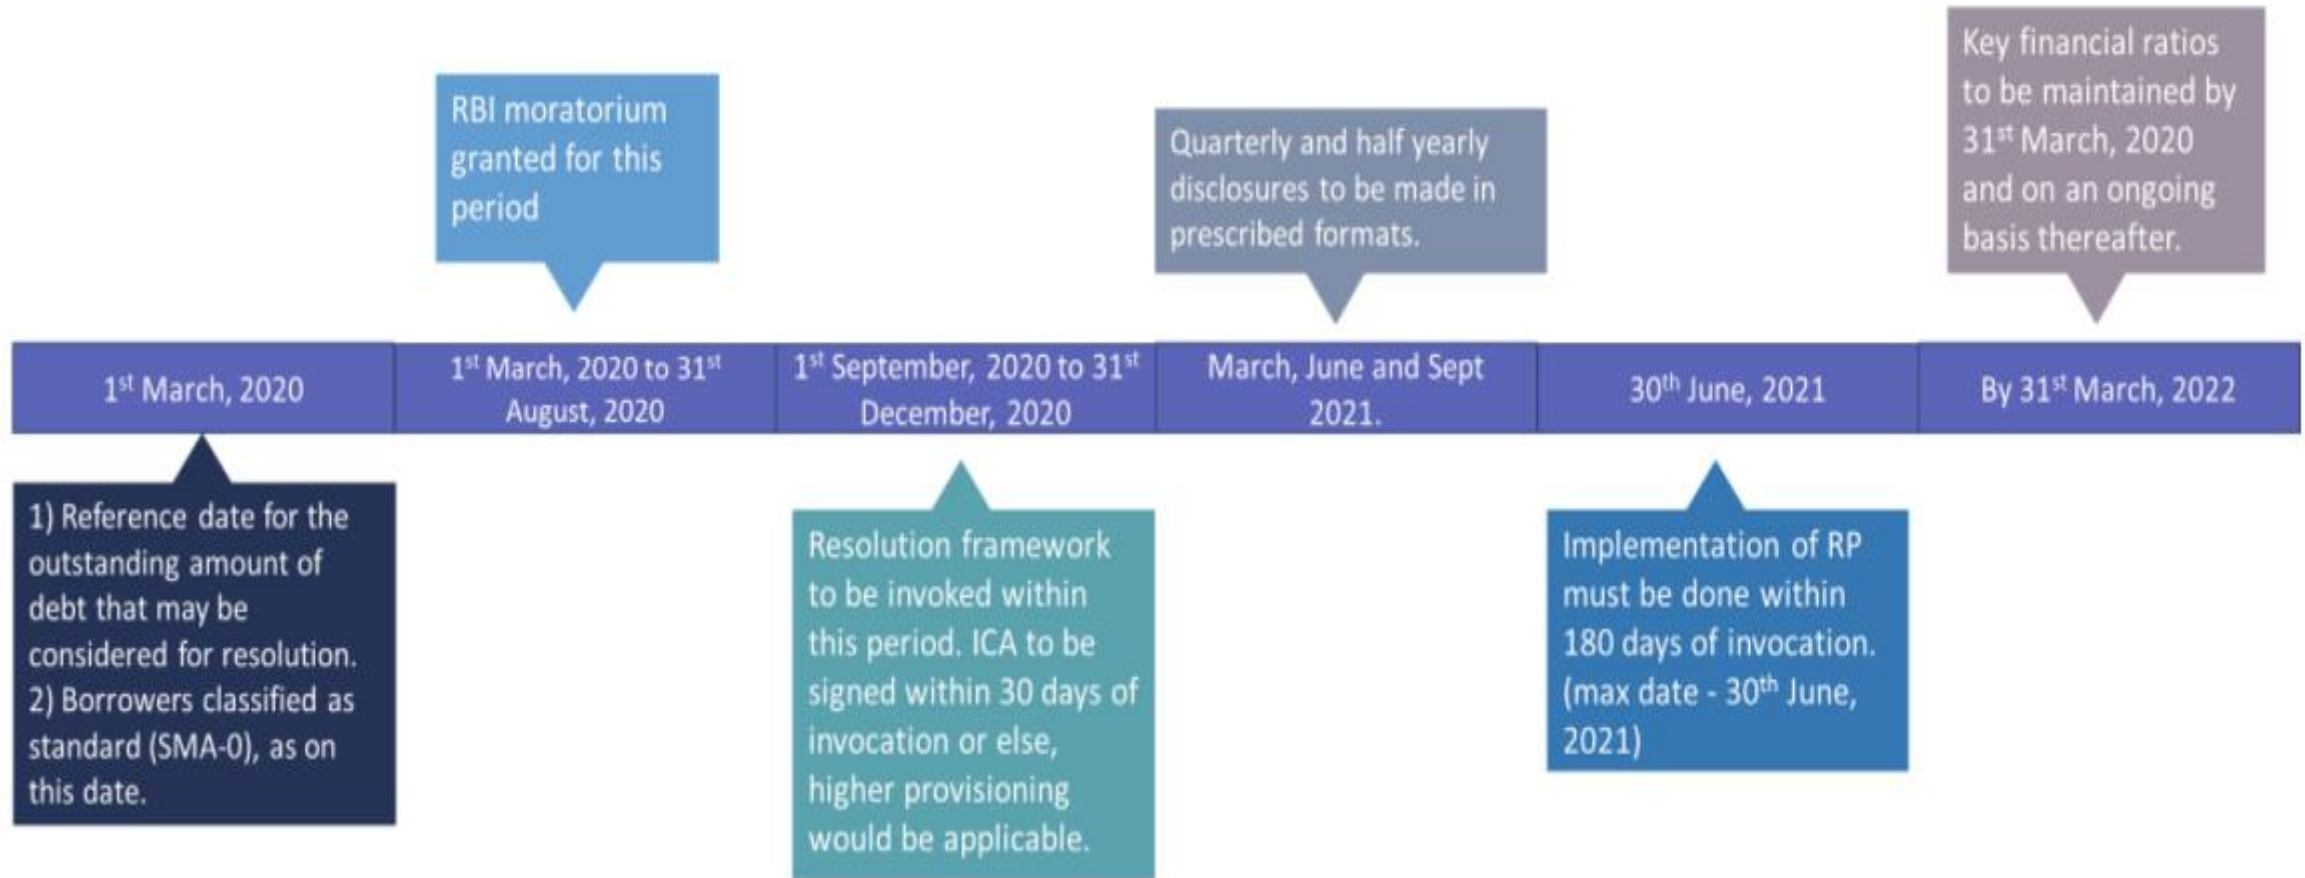 Key financial ratios
to be maintained by
31st March, 2020
and on an ongoing
basis thereafter.
RBI moratorium
granted for this
period
Quarterly and half yearly
disclosures to be made in
prescribed formats.
1st March, 2020
1st March, 2020 to 31st
August, 2020
1st September, 2020 to 31st
December, 2020
March, June and Sept
2021.
30th June, 2021
By 31st March, 2022
1) Reference date for the
outstanding amount of
debt that may be
considered for resolution.
2) Borrowers classified as
standard (SMA-0), as on
this date.
Resolution framework
to be invoked within
this period. ICA to be
signed within 30 days of
invocation or else,
higher provisioning
would be applicable.
Implementation of RP
must be done within
180 days of invocation.
(max date - 30th June,
2021)